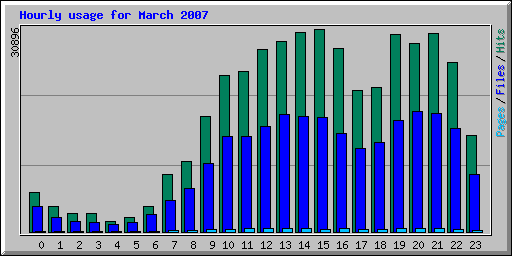 Hourly usage for March 2007
30896
Pages/Files/Hits
0 1 2 3 4 5 6 7 8 9 10 11 12 13 14 15 16 17 18 19 20 21 22 23